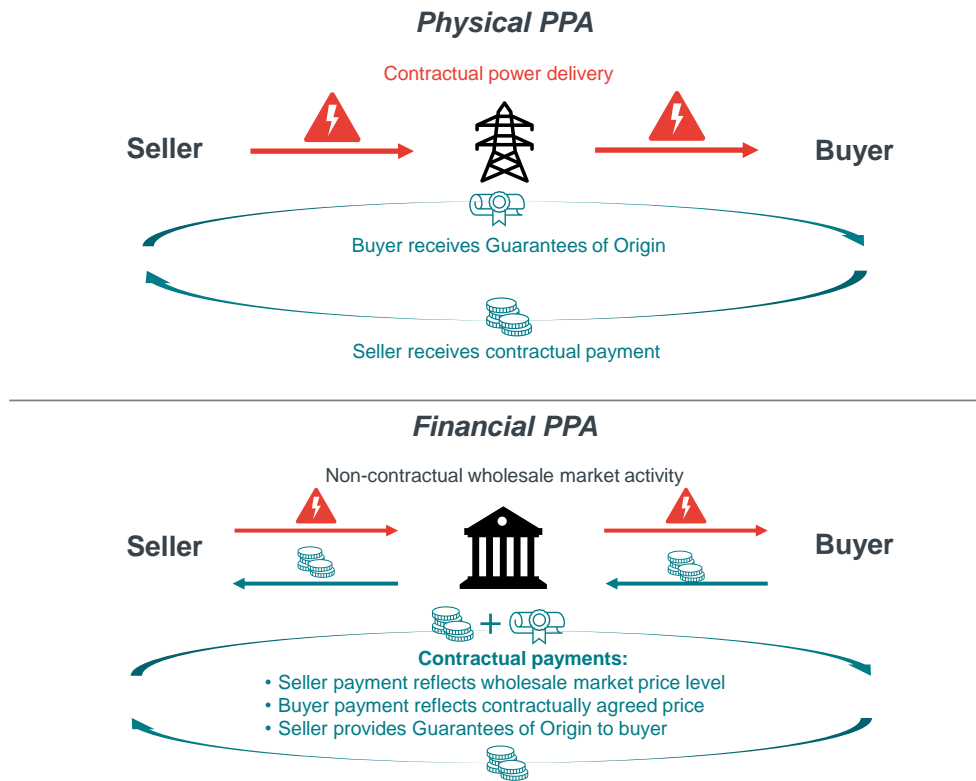 Physical PPA
Contractual power delivery
Seller
Buyer
Buyer receives Guarantees of Origin
Seller receives contractual payment
Financial PPA
Non-contractual wholesale market activity
Seller
Buyer
+
Contractual payments:
• Seller payment reflects wholesale market price level
• Buyer payment reflects contractually agreed price
• Seller provides Guarantees of Origin to buyer